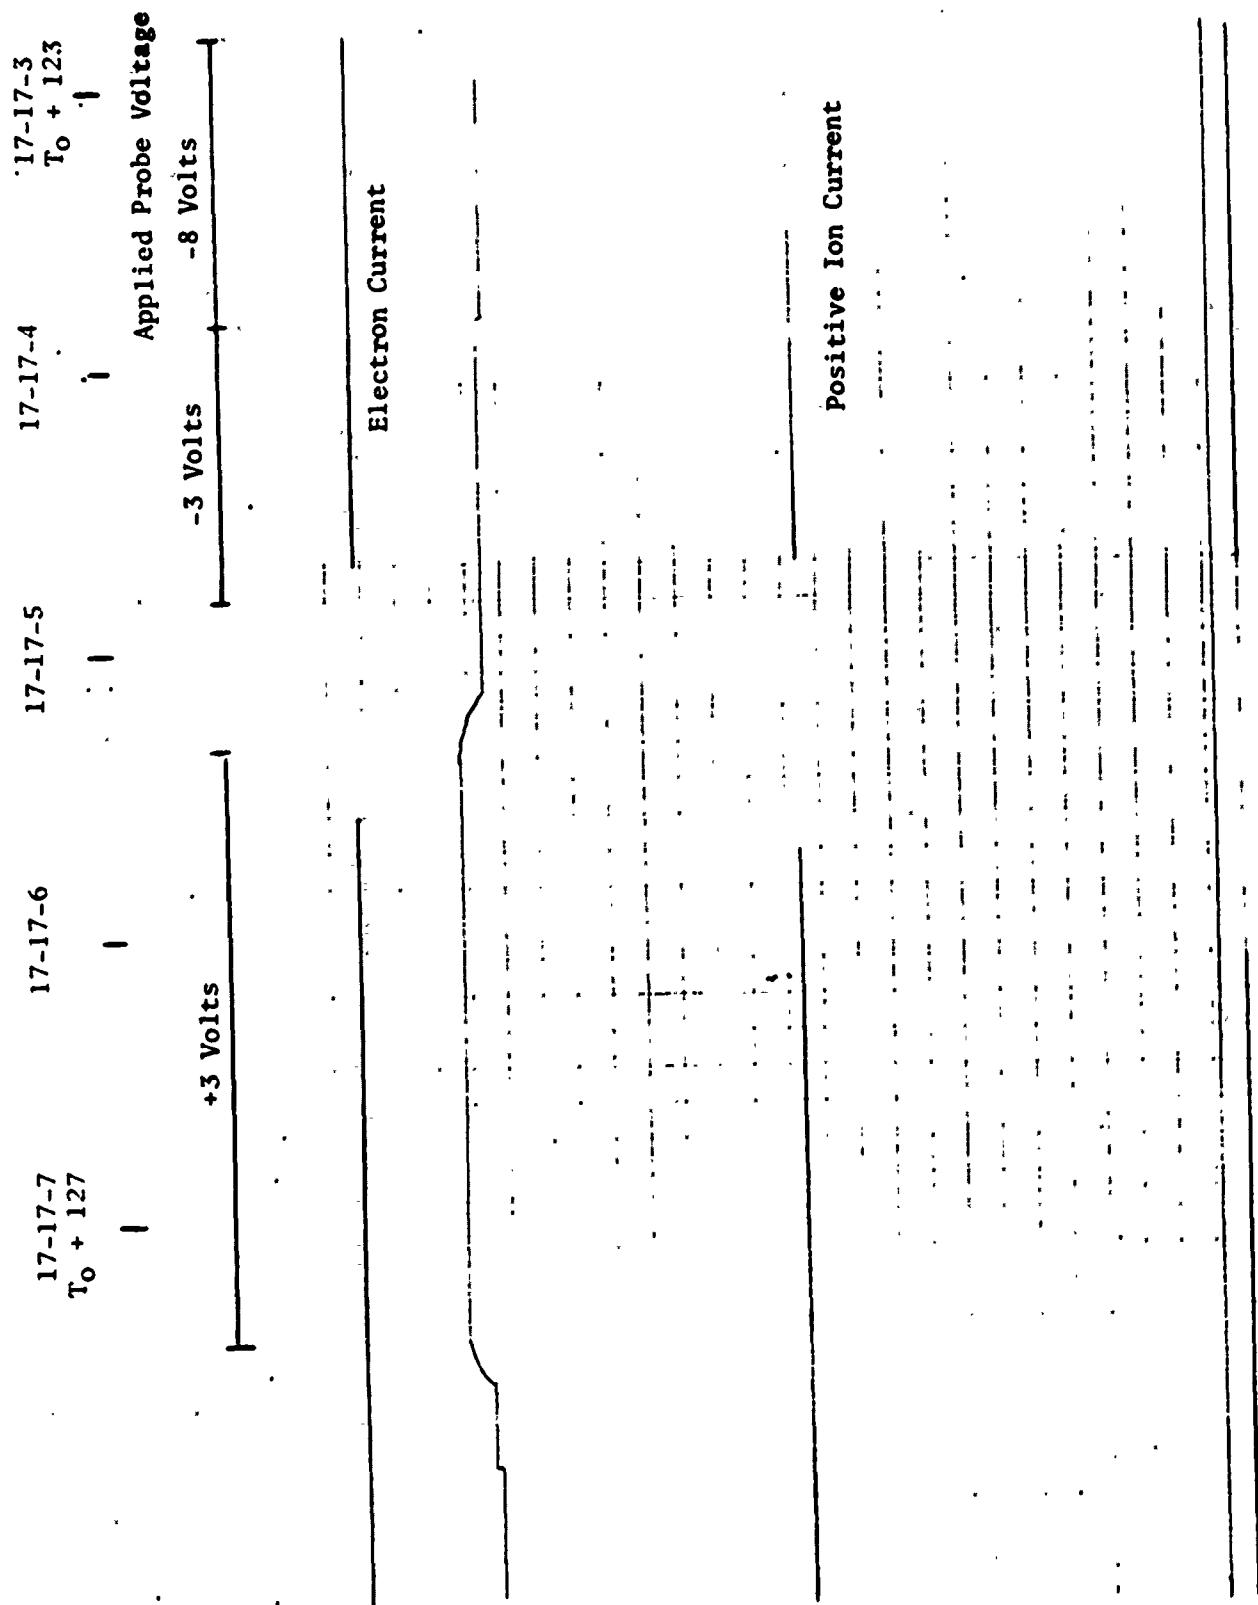 17-17-7
To + 127
17-17-6
17-17-5
17-17-4
17-17-3
To + 123
Applied Probe Voltage
+3 Volts
-3 Volts
-8 Volts
Electron Current
Positive Ion Current